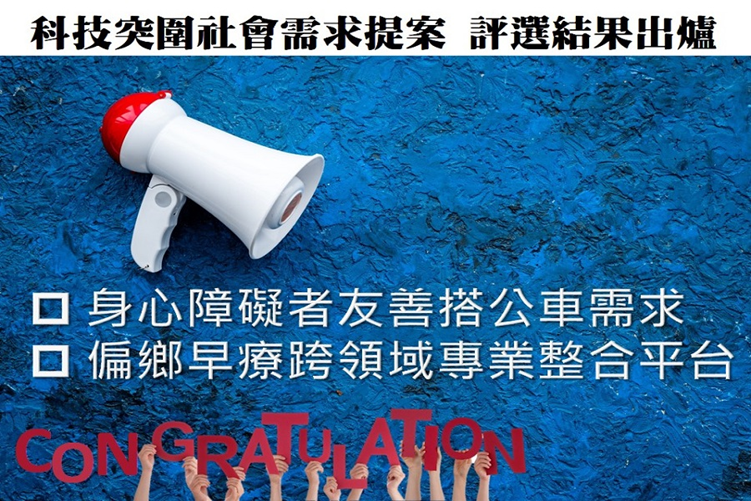 科技突圍社會需求提案 評選結果出爐
□ 身心障礙者友善搭公車需求
□ 偏鄉早療跨領域專業整合平台
CONGRATULATION